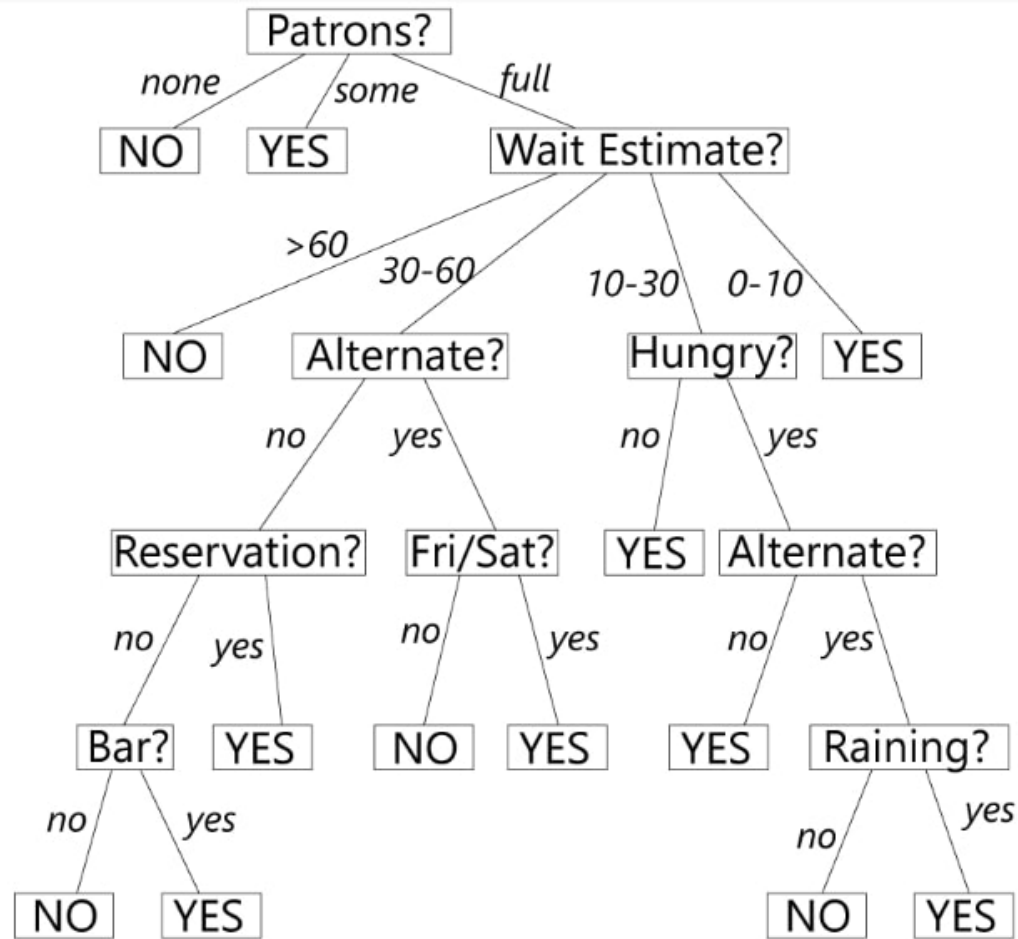 Patrons?
none
some
full
NO
YES
Wait Estimate?
>60
30-60
10-30
0-10
NO
Alternate?
Hungry?
YES
no
yes
no
yes
Reservation?
Fri/Sat?
YES
Alternate?
no
yes
no
yes
no
yes
Bar?
YES
NO
YES
YES
Raining?
no
yes
no
yes
NO
YES
NO
YES